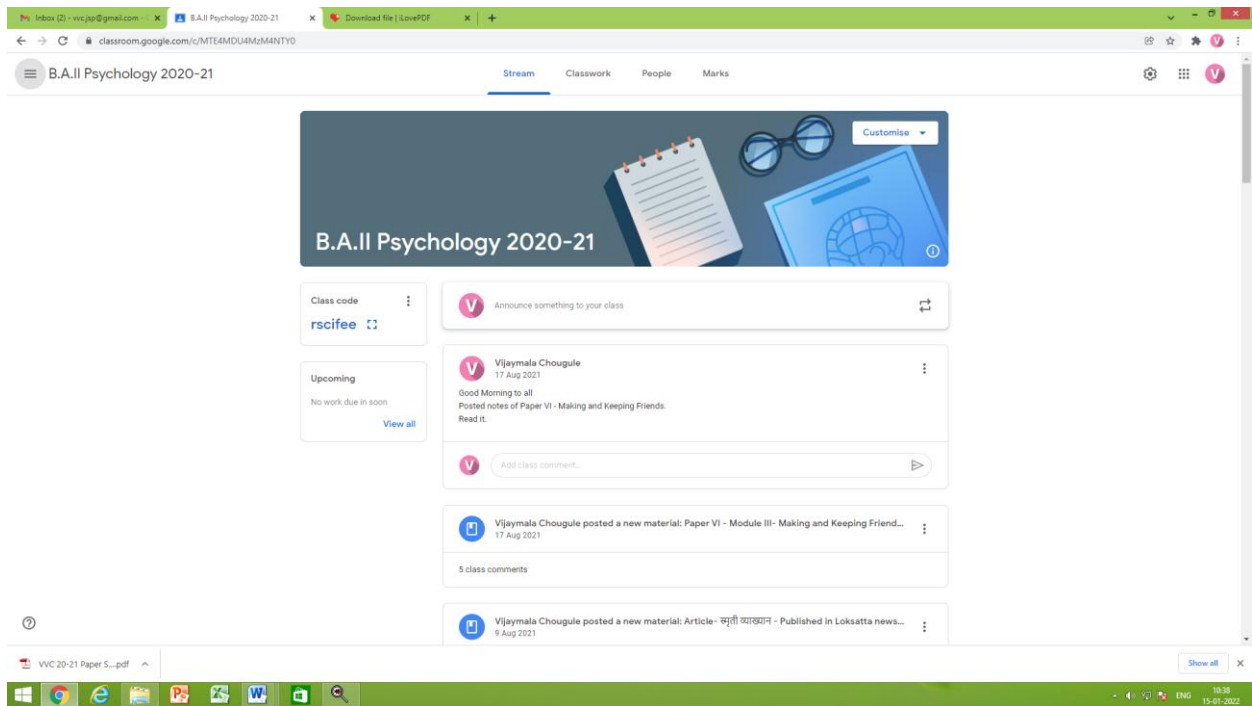 Inbox (2) - vvc.jsp@gmail.com -
B.A.II Psychology 2020-21
Download file | iLovePDF
classroom.google.com/c/MTE4MDU4MzM4NTY0
B.A.II Psychology 2020-21
Stream Classwork People Marks
Customise
B.A.II Psychology 2020-21
Class code
rscifee
Upcoming
No work due in soon
View all
Announce something to your class
Vijaymala Chougule
17 Aug 2021
Good Morning to all
Posted notes of Paper VI - Making and Keeping Friends.
Read it.
Add class comment...
Vijaymala Chougule posted a new material: Paper VI - Module III- Making and Keeping Friend...
17 Aug 2021
5 class comments
Vijaymala Chougule posted a new material: Article- स्मृती व्याख्यान - Published in Loksatta news...
9 Aug 2021
VVC 20-21 Paper S....pdf
Show all
ENG
10:38
15-01-2022